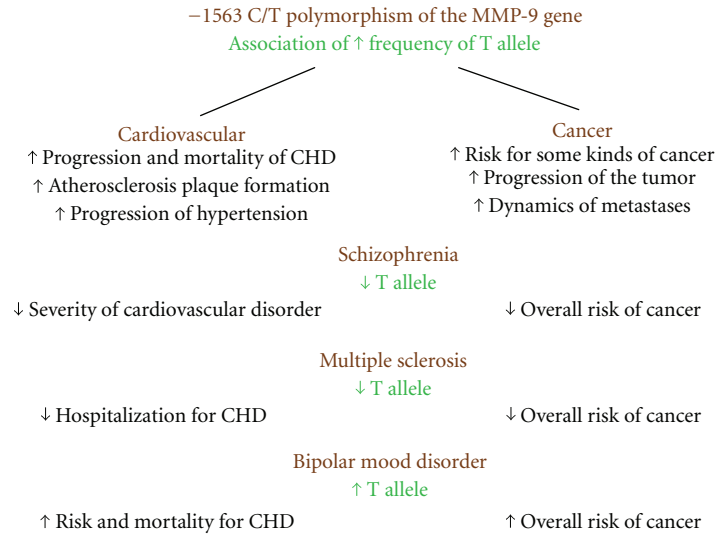 −1563 C/T polymorphism of the MMP-9 gene
Association of ↑ frequency of T allele
Cardiovascular
↑ Progression and mortality of CHD
↑ Atherosclerosis plaque formation
↑ Progression of hypertension
Cancer
↑ Risk for some kinds of cancer
↑ Progression of the tumor
↑ Dynamics of metastases
Schizophrenia
↓ T allele
↓ Severity of cardiovascular disorder
↓ Overall risk of cancer
Multiple sclerosis
↓ T allele
↓ Hospitalization for CHD
↓ Overall risk of cancer
Bipolar mood disorder
↑ T allele
↑ Risk and mortality for CHD
↑ Overall risk of cancer